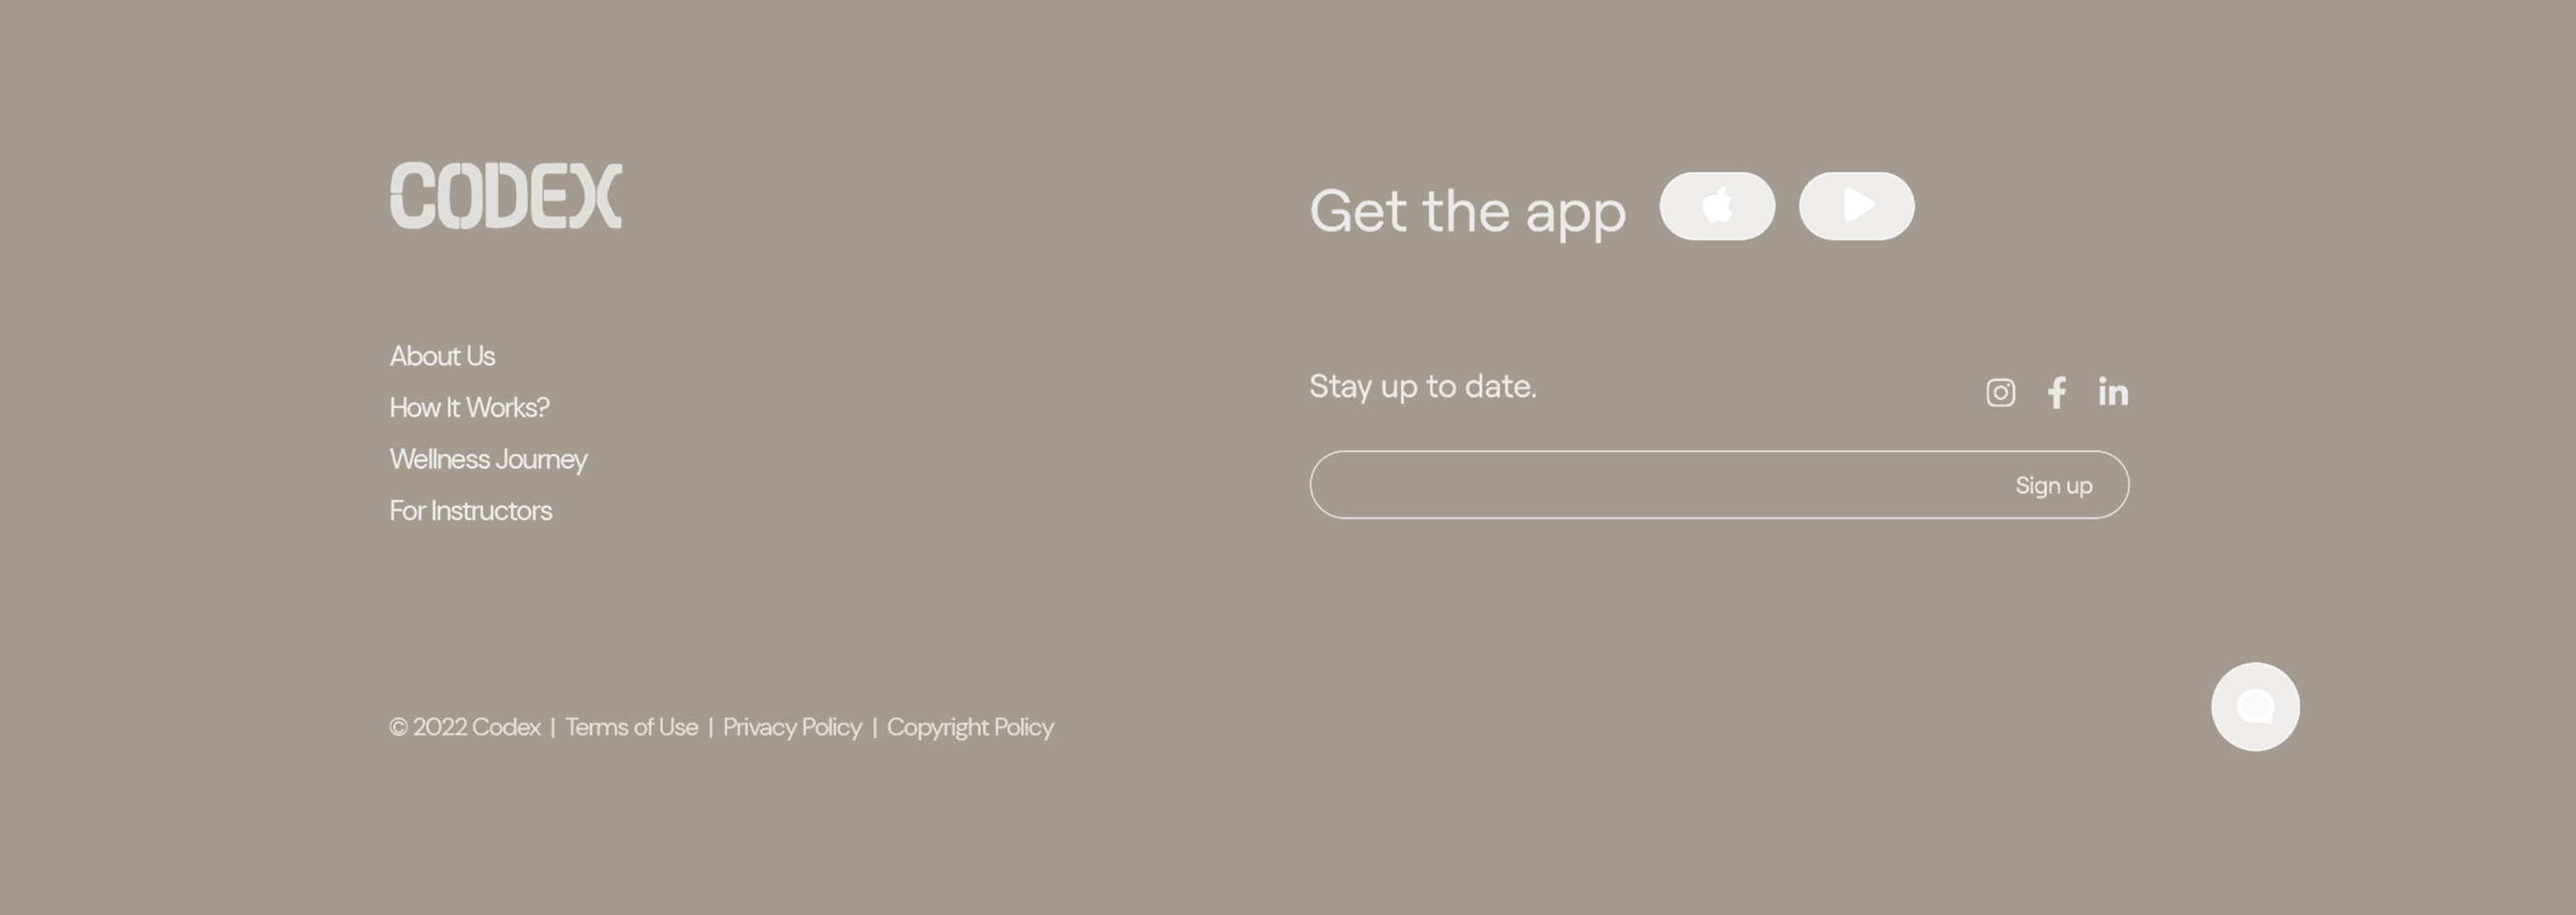 CODEX
About Us
How It Works?
Wellness Journey
For Instructors
Get the app
Stay up to date.
Sign up
© 2022 Codex | Terms of Use | Privacy Policy | Copyright Policy